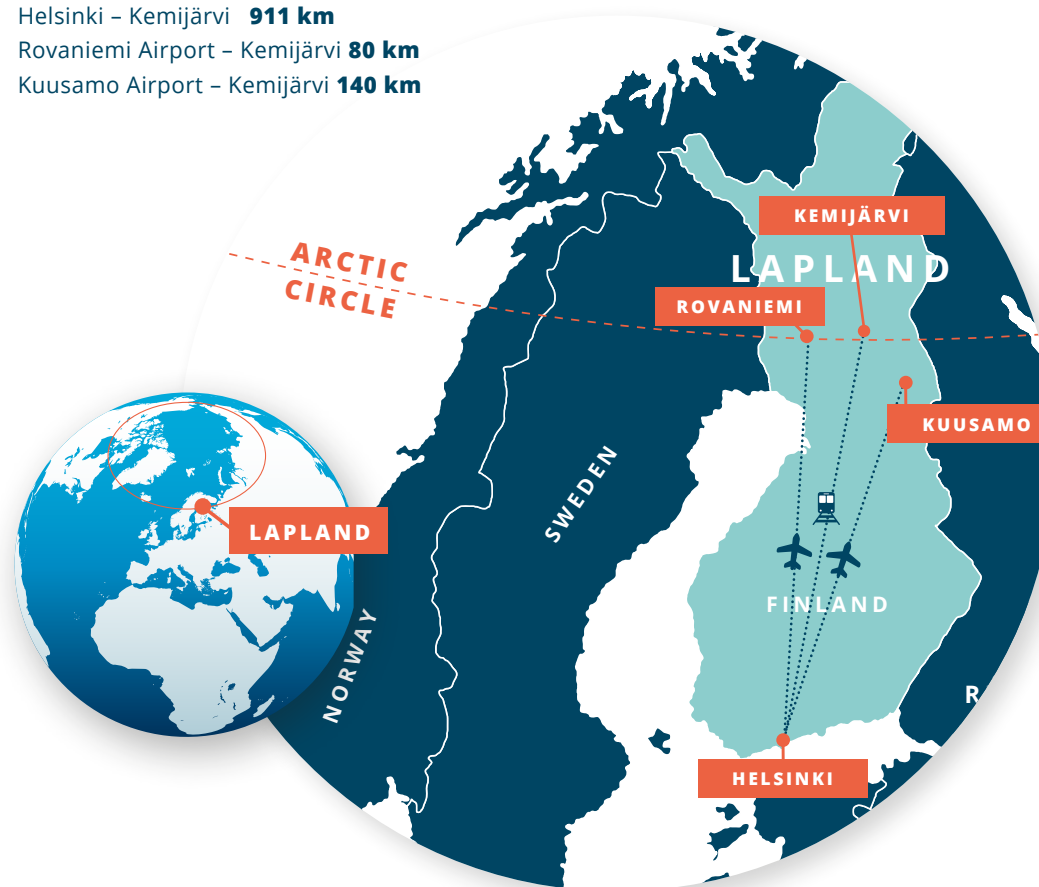 Helsinki – Kemijärvi 911 km
Rovaniemi Airport – Kemijärvi 80 km
Kuusamo Airport – Kemijärvi 140 km
KEMIJÄRVI
ARCTIC
CIRCLE
LAPLAND
ROVANIEMI
KUUSAMO
SWEDEN
LAPLAND
FINLAND
NORWAY
R
HELSINKI